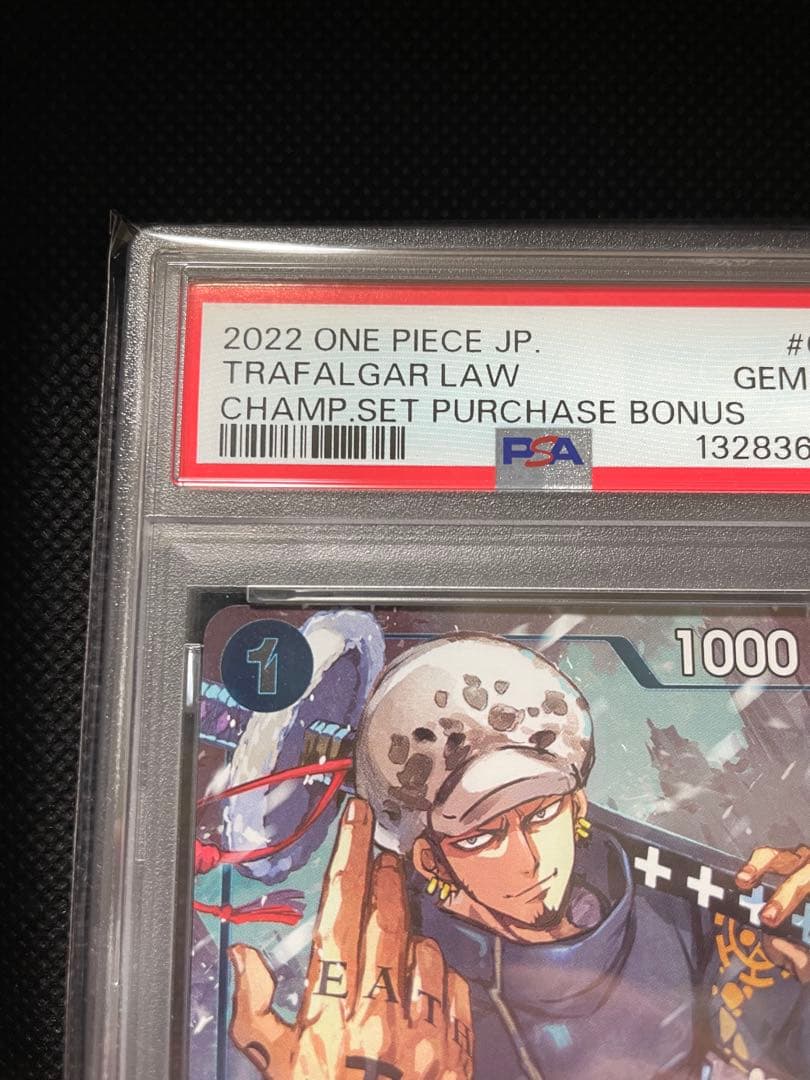 2022 ONE PIECE JP.
TRAFALGAR LAW
GEM
CHAMP.SET PURCHASE BONUS
PSA
132836
1
1000
EATH